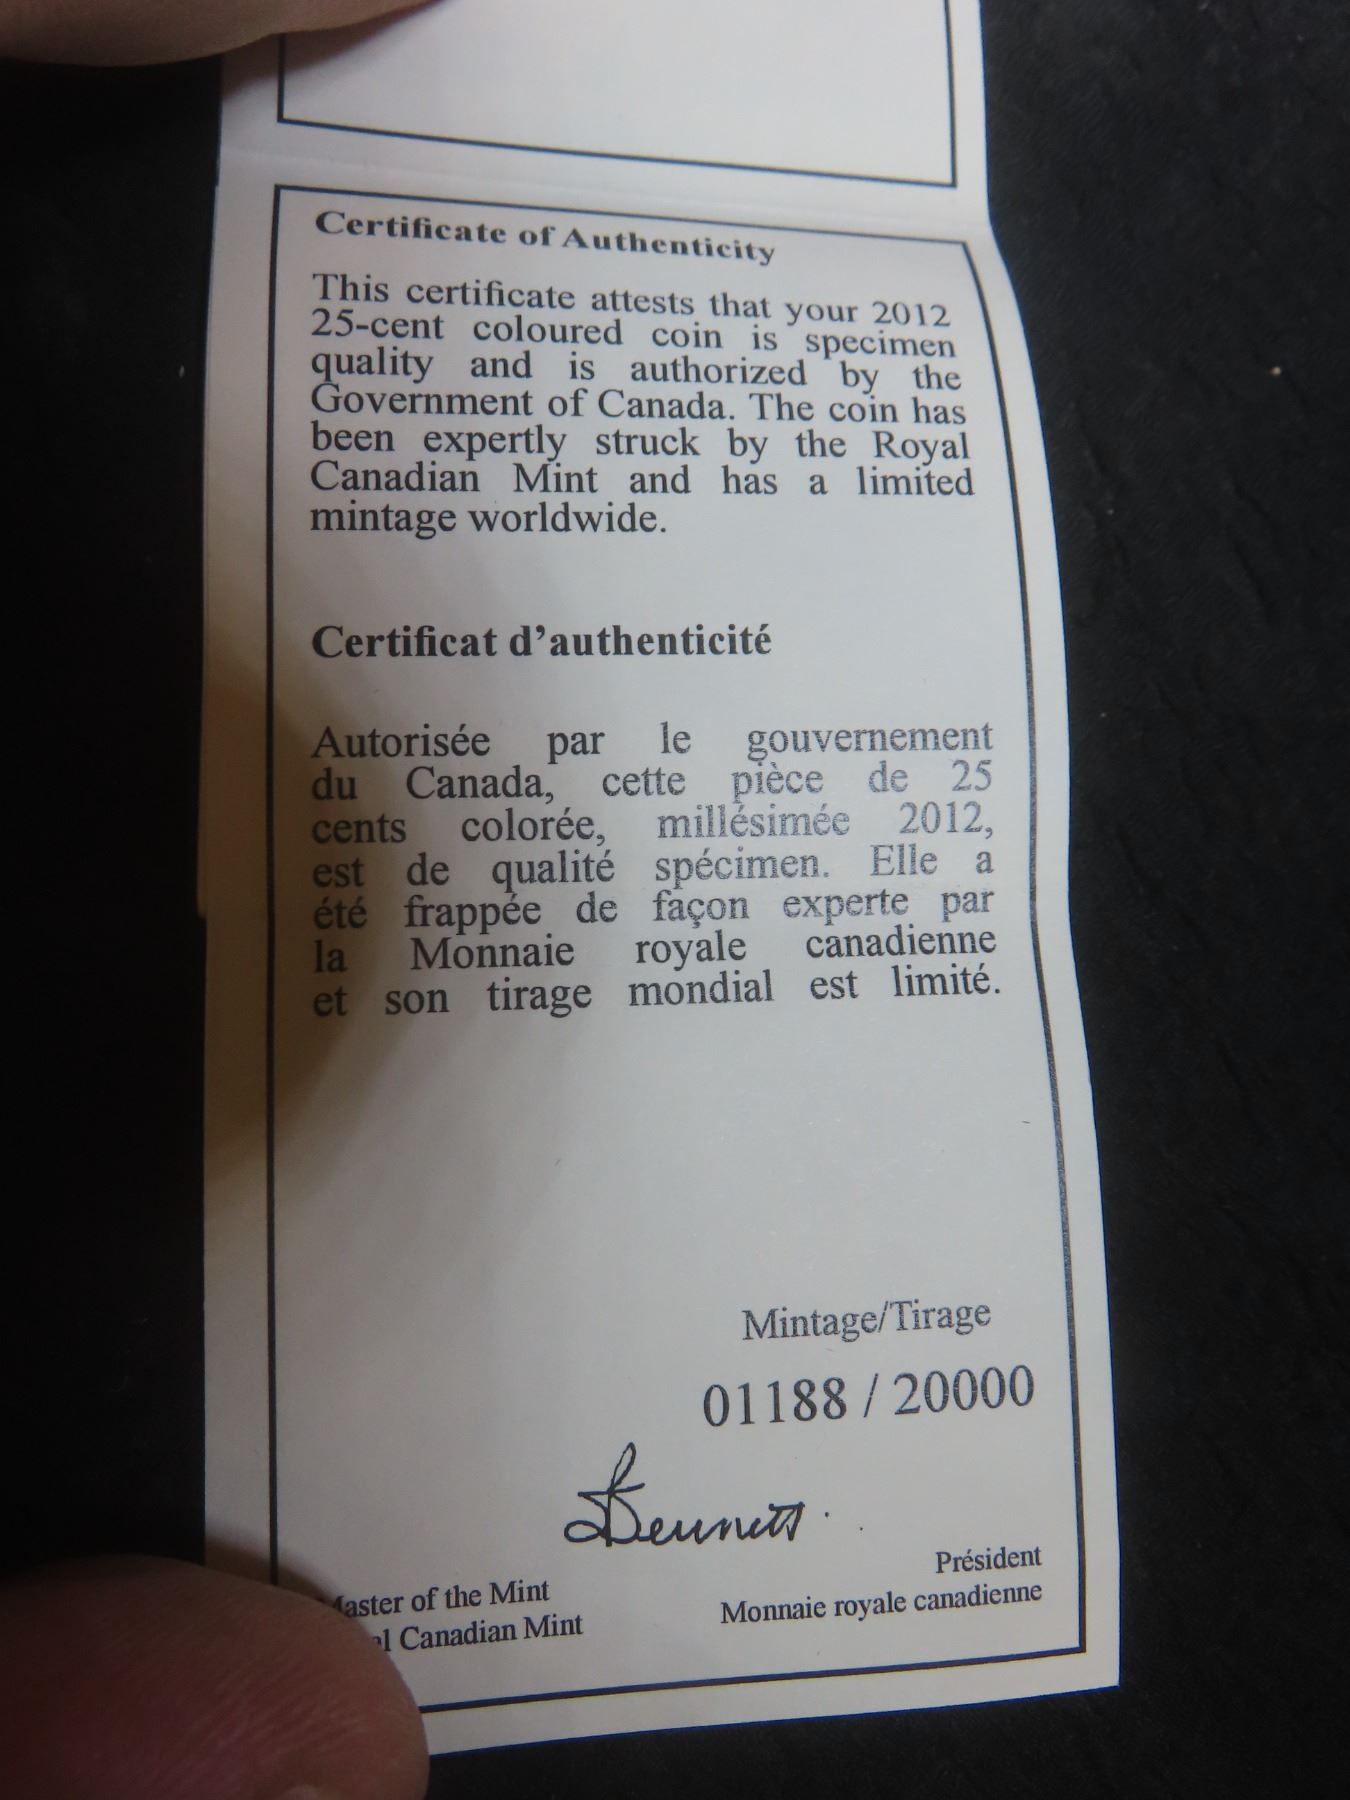 Certificate of Authenticity
This certificate attests that your 2012
25-cent coloured coin is specimen
quality and is authorized by the
Government of Canada. The coin has
been expertly struck by the Royal
Canadian Mint and has a limited
mintage worldwide.
Certificat d'authenticité
Autorisée par le gouvernement
du Canada, cette pièce de 25
cents colorée, millésimée 2012,
est de qualité spécimen. Elle a
été frappée de façon experte par
la Monnaie royale canadienne
et son tirage mondial est limité.
Mintage/Tirage
01188 / 20000
Bennett
Master of the Mint
Canadian Mint
Président
Monnaie royale canadienne